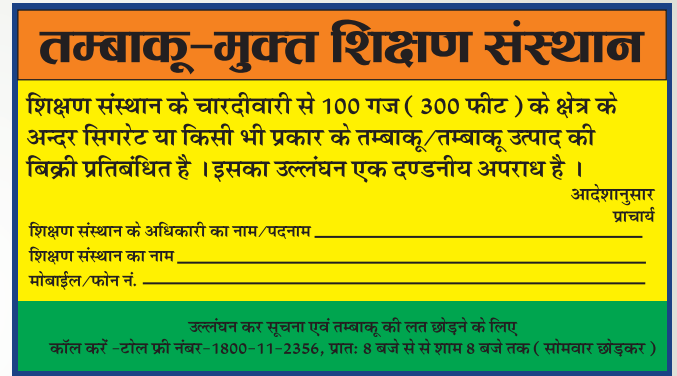 तम्बाकू-मुक्त शिक्षण संस्थान
शिक्षण संस्थान के चारदीवारी से 100 गज ( 300 फीट ) के क्षेत्र के
अन्दर सिगरेट या किसी भी प्रकार के तम्बाकू/तम्बाकू उत्पाद की
बिक्री प्रतिबंधित है । इसका उल्लंघन एक दण्डनीय अपराध है ।
आदेशानुसार
प्राचार्य
शिक्षण संस्थान के अधिकारी का नाम/पदनाम
शिक्षण संस्थान का नाम
मोबाईल/फोन नं.
उल्लंघन कर सूचना एवं तम्बाकू की लत छोड़ने के लिए
कॉल करें -टोल फ्री नंबर-1800-11-2356, प्रातः 8 बजे से से शाम 8 बजे तक ( सोमवार छोड़कर )